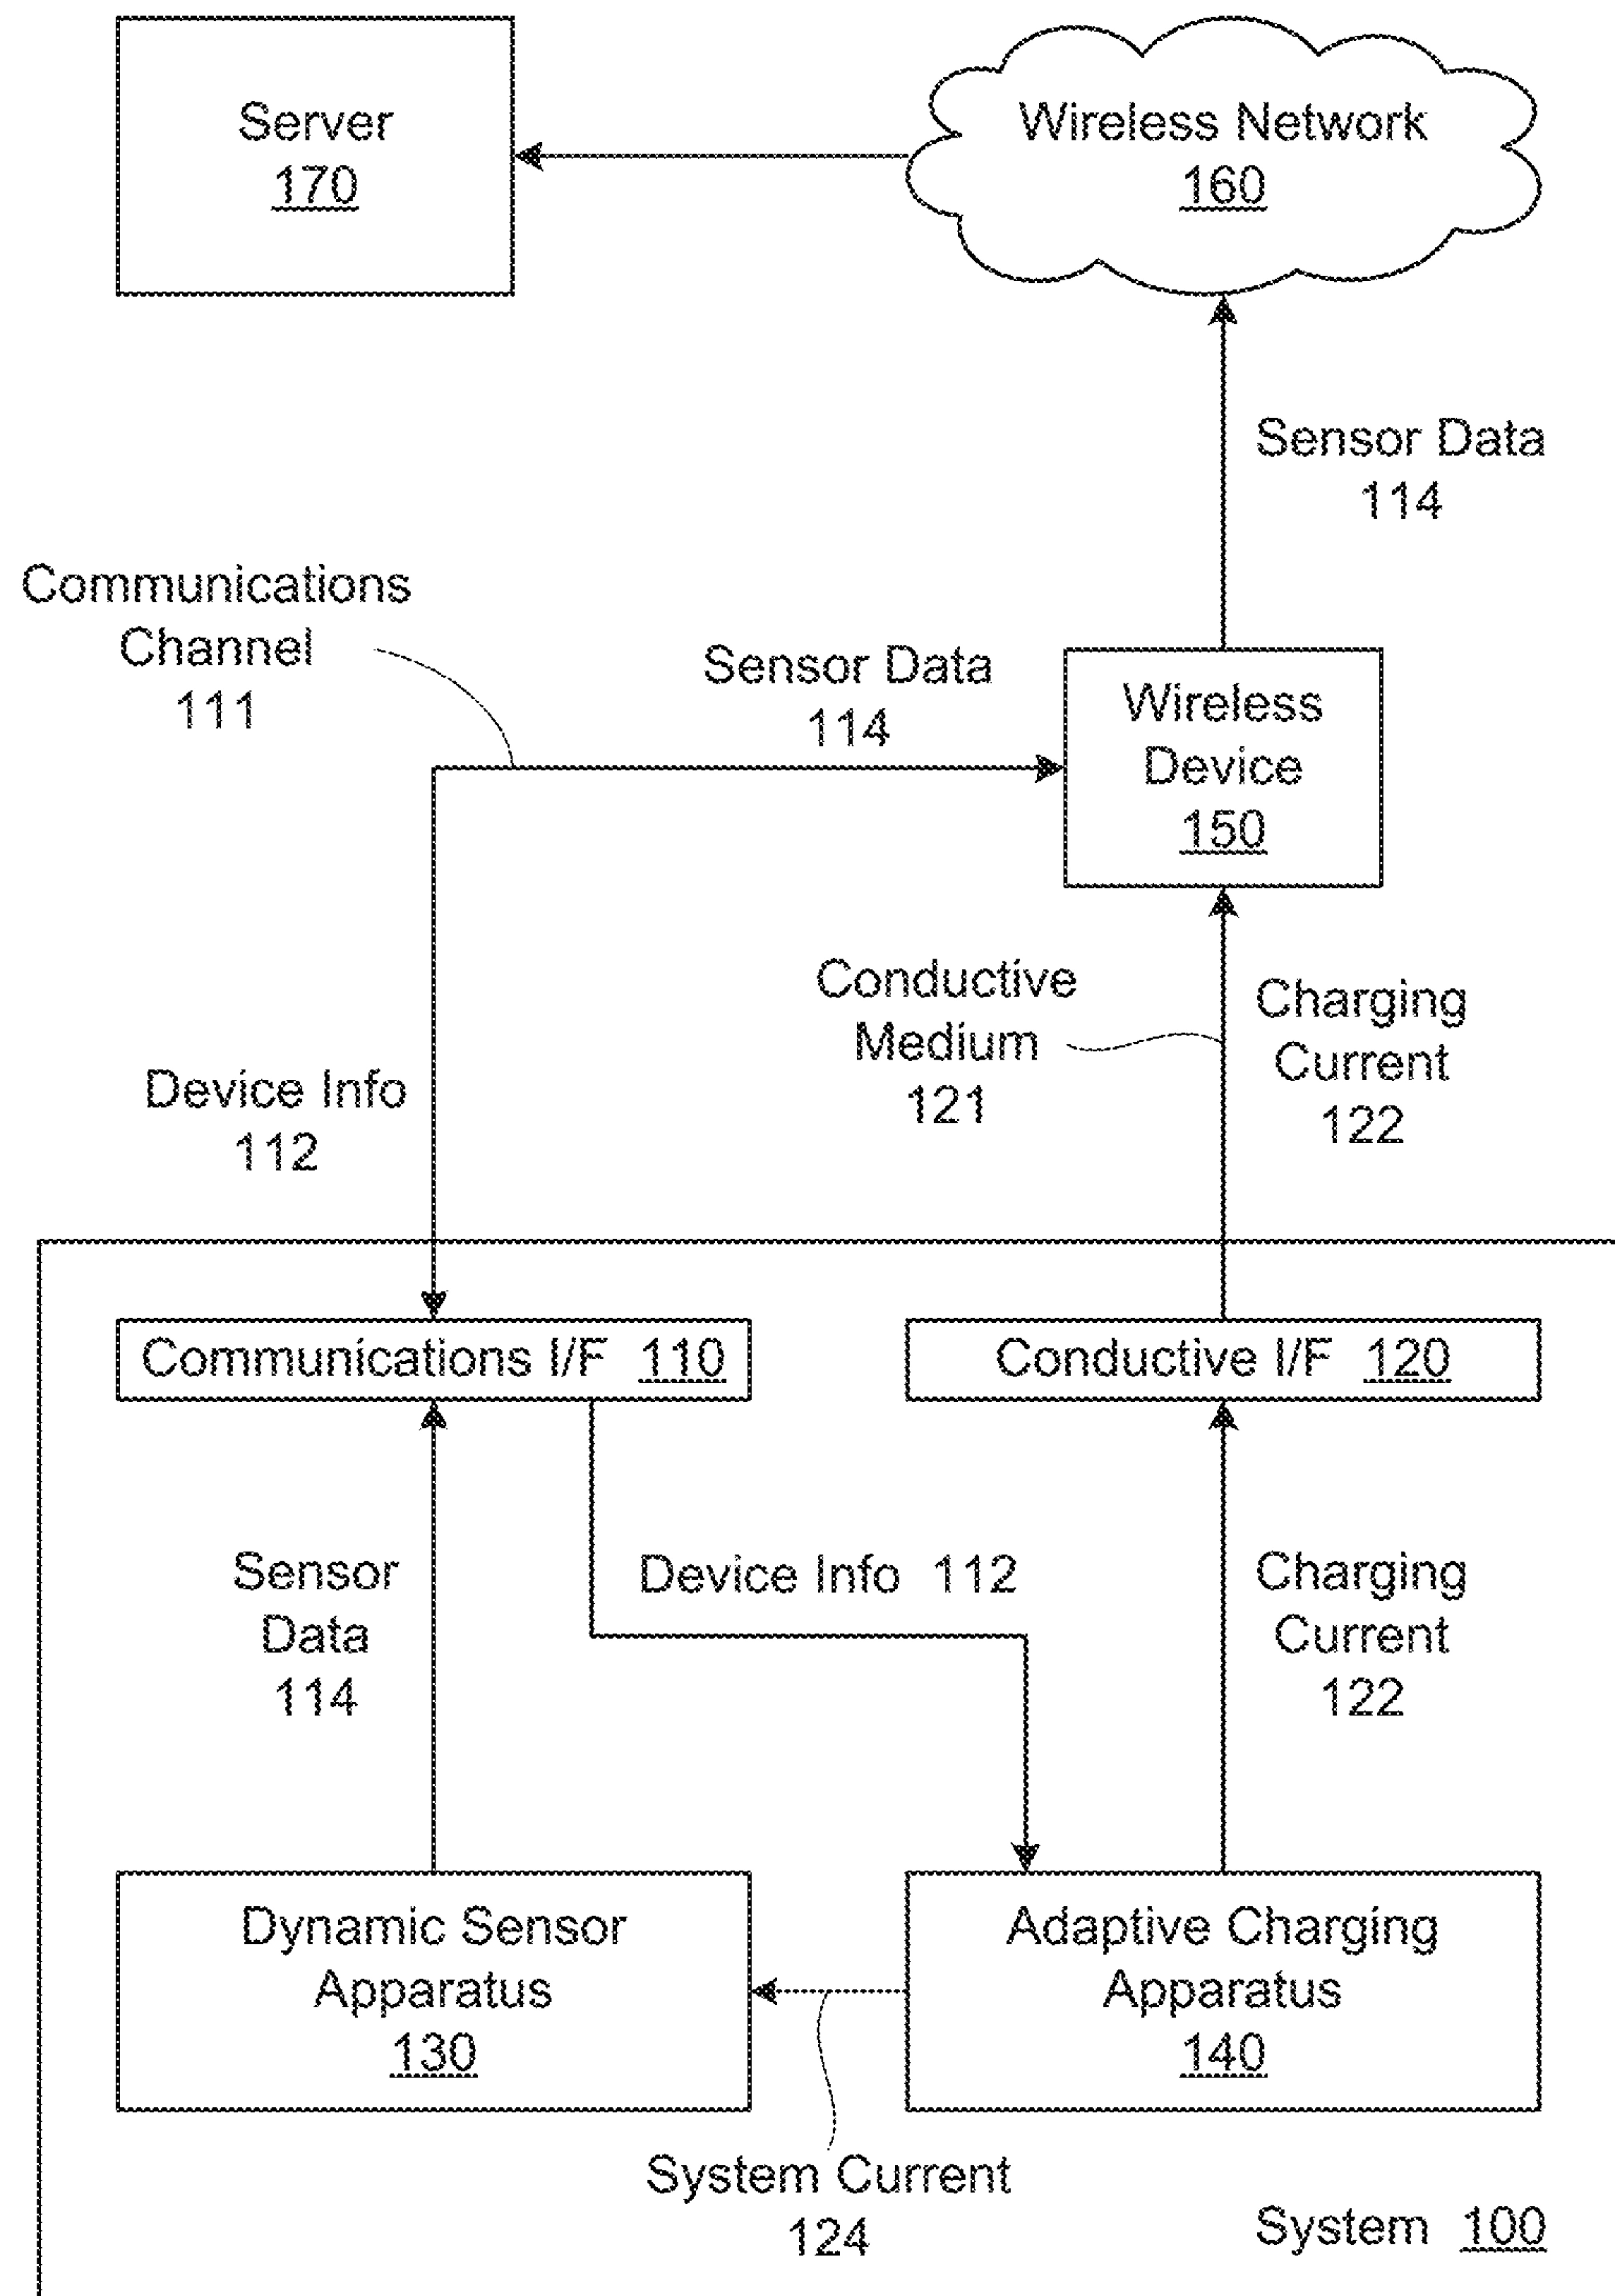 Server
170
Wireless Network
160
Sensor Data
114
Communications
Channel
111
Sensor Data
114
Wireless
Device
150
Conductive
Medium
121
Charging
Current
122
Device Info
112
Communications I/F 110
Conductive I/F 120
Sensor
Data
114
Device Info 112
Charging
Current
122
Dynamic Sensor
Apparatus
130
Adaptive Charging
Apparatus
140
System Current
124
System 100